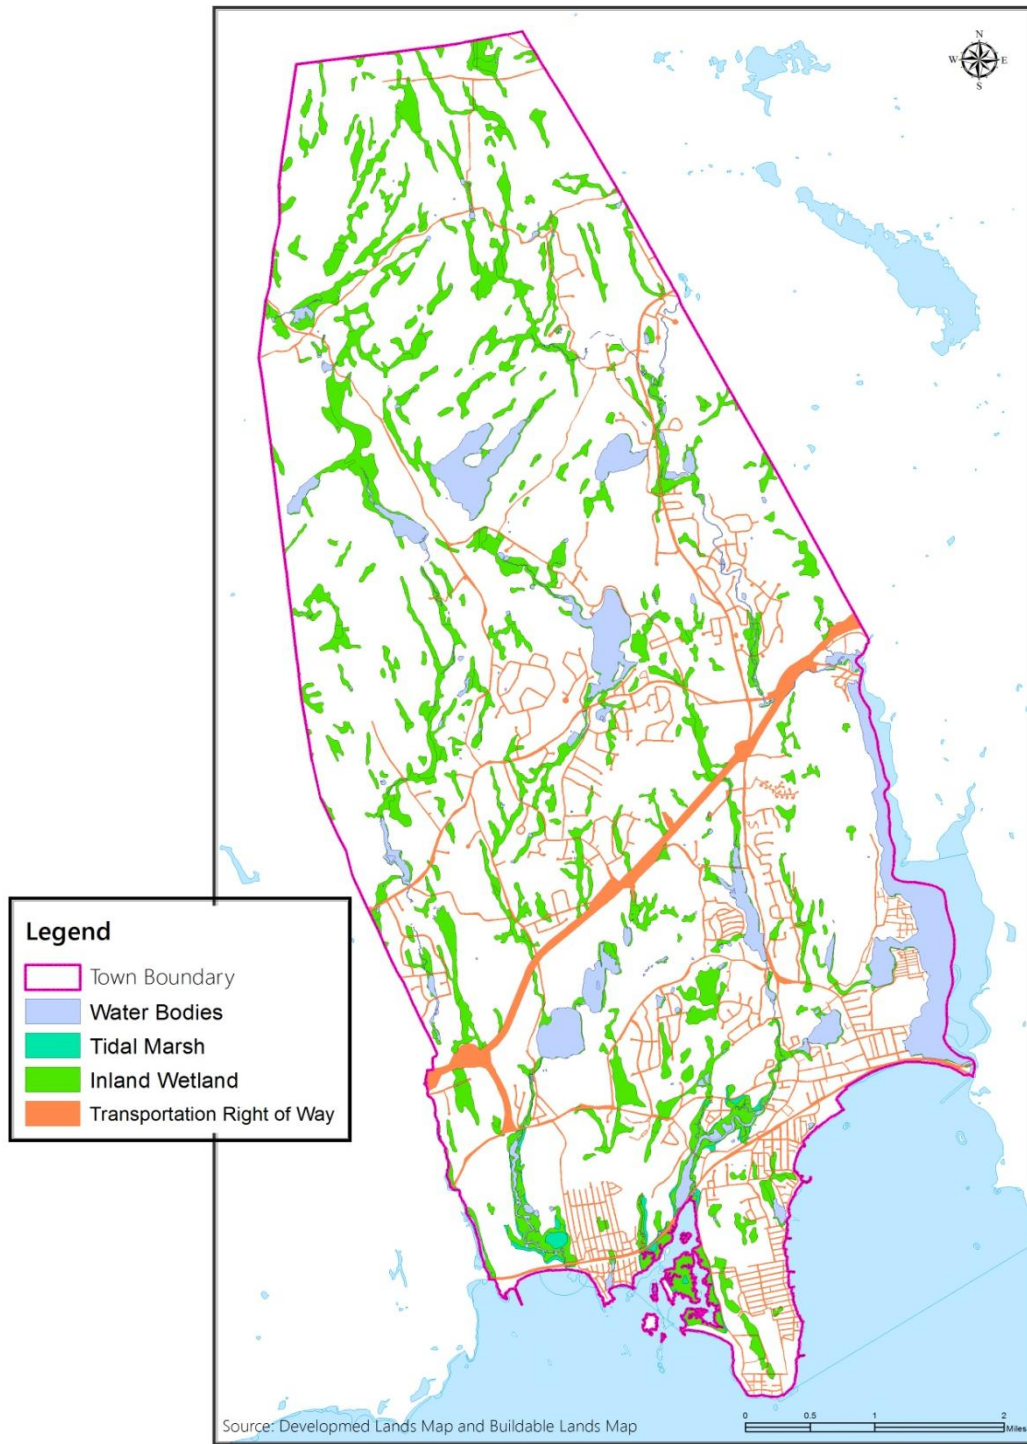 N
W E
S
Legend
Town Boundary
Water Bodies
Tidal Marsh
Inland Wetland
Transportation Right of Way
Source: Developmed Lands Map and Buildable Lands Map
0 0.5 1 2
Miles